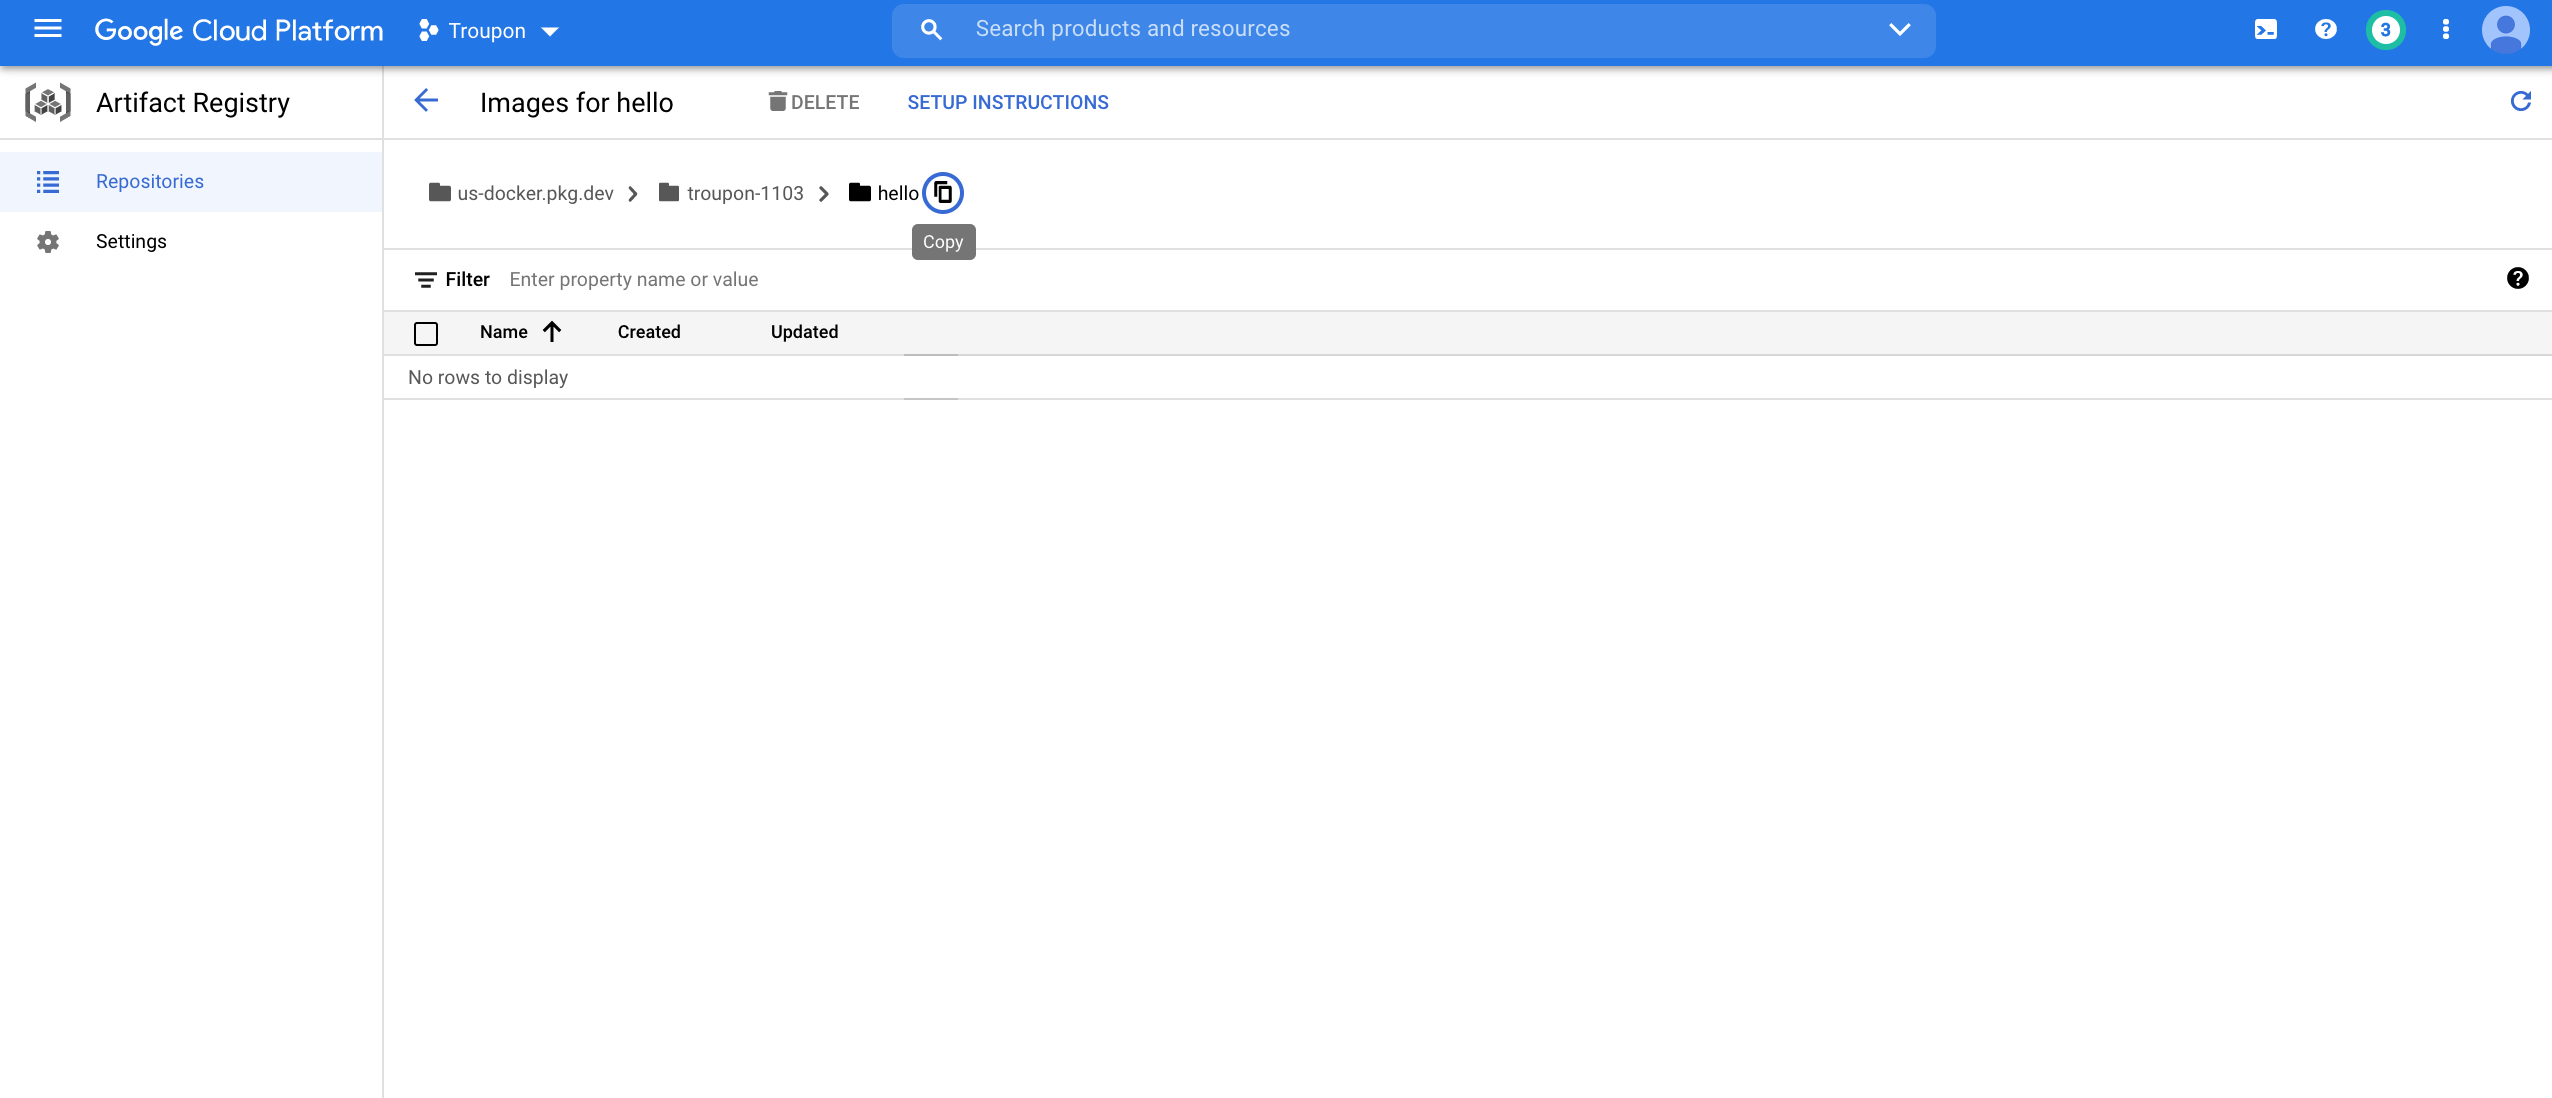 Google Cloud Platform Troupon Search products and resources 3
Artifact Registry Images for hello DELETE SETUP INSTRUCTIONS
Repositories
Settings
us-docker.pkg.dev troupon-1103 hello
Copy
Filter Enter property name or value
Name Created Updated
No rows to display